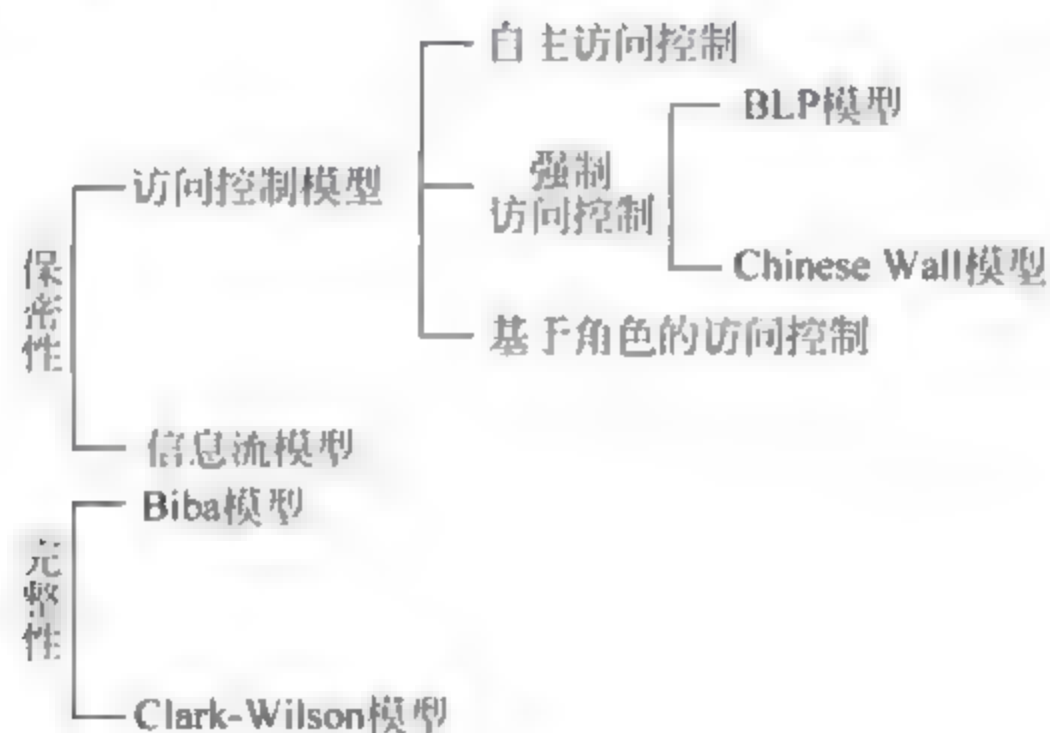 自主访问控制
BLP模型
强制
访问控制
访问控制模型
Chinese Wall模型
保密性
基于角色的访问控制
信息流模型
Biba模型
完整性
Clark-Wilson模型